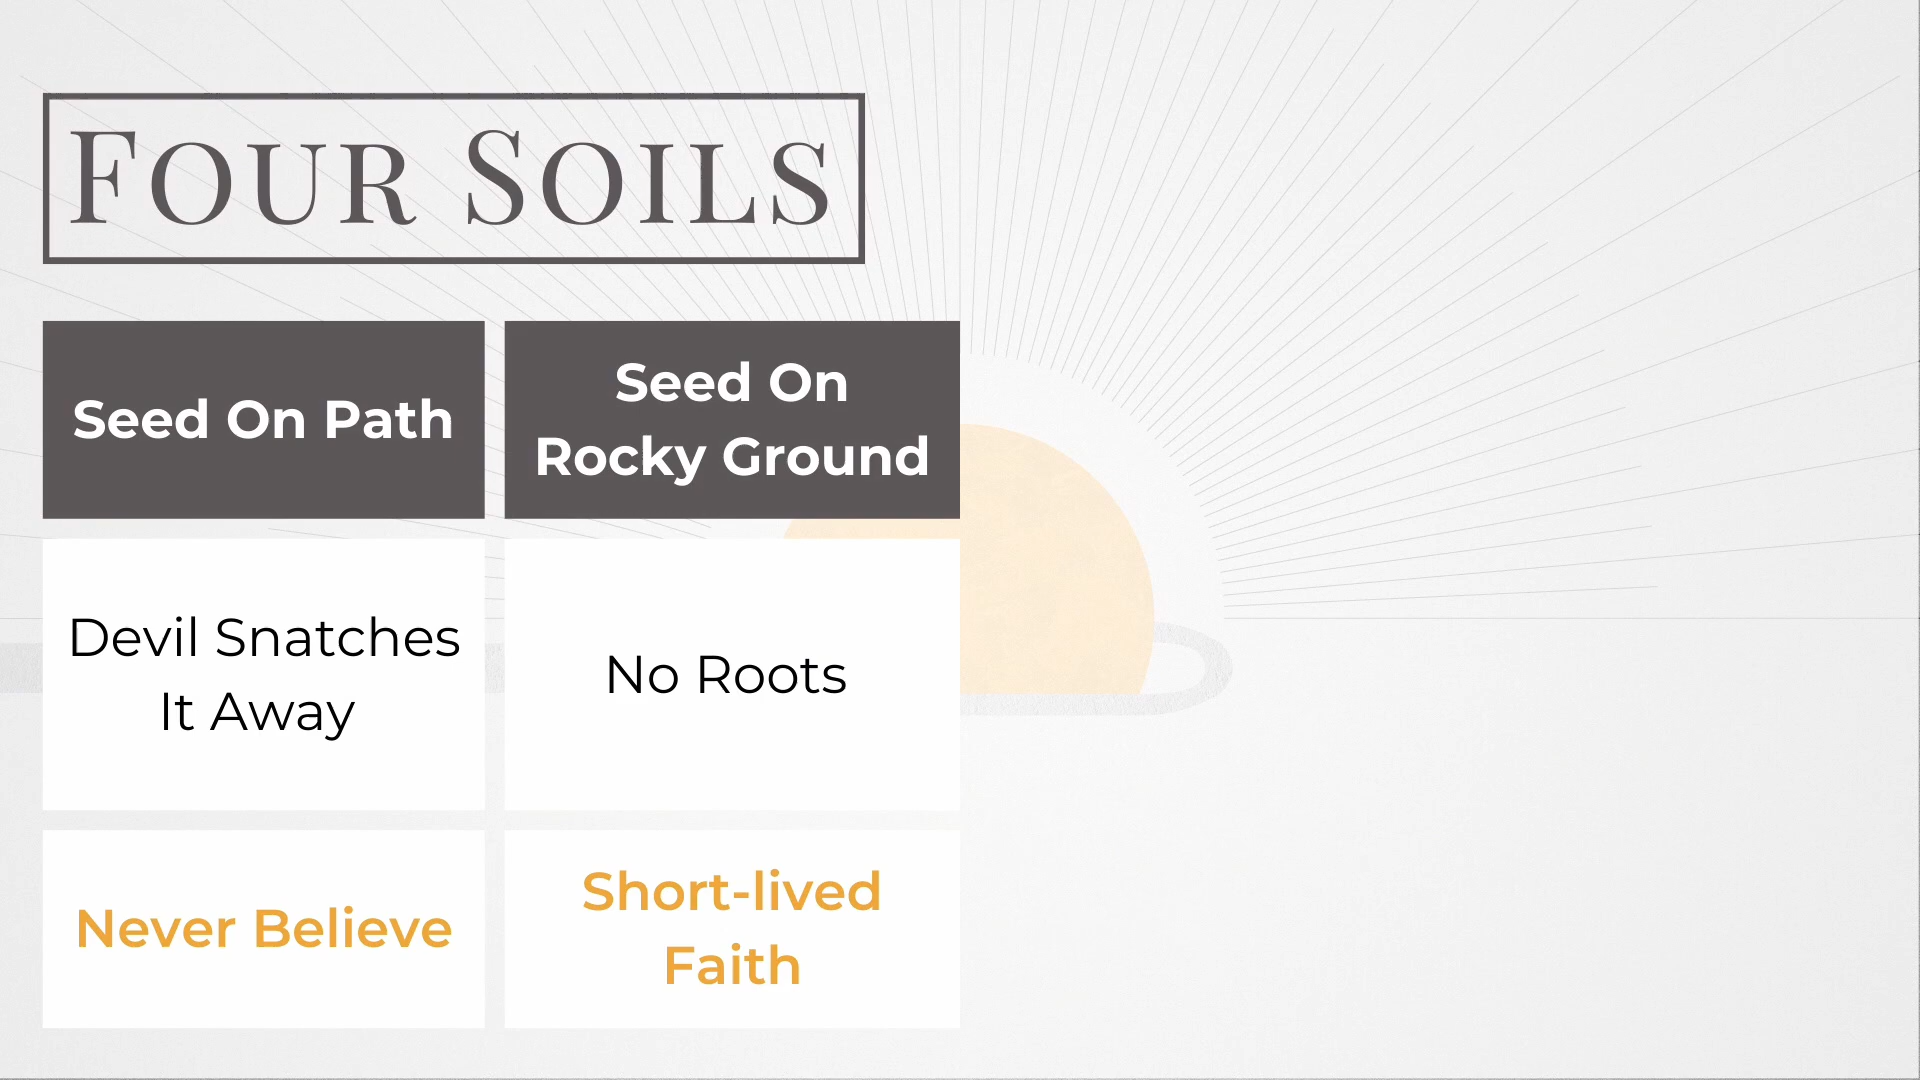 Four Soils
Seed On Path
Seed On
Rocky Ground
Devil Snatches
It Away
No Roots
Never Believe
Short-lived
Faith